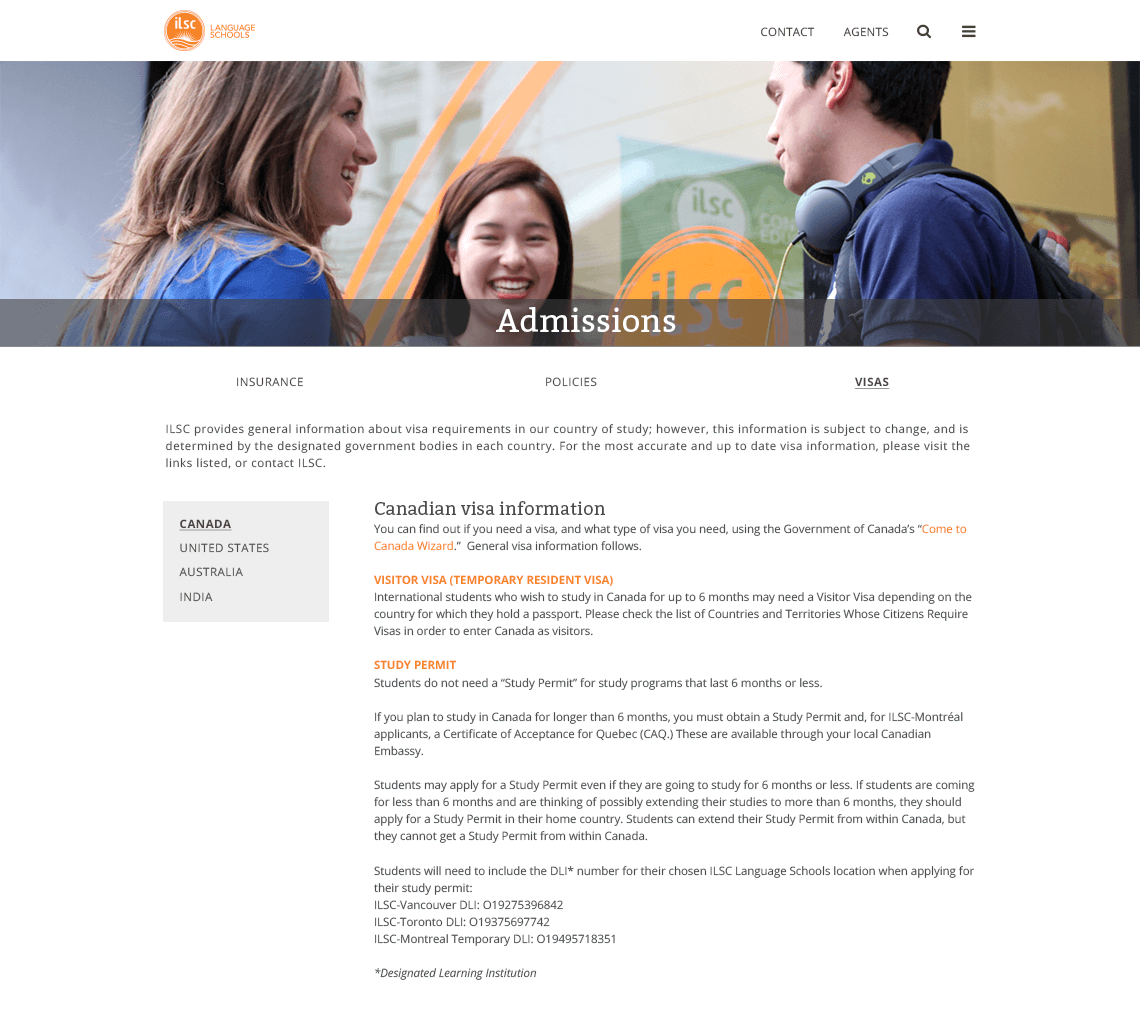 ilsc LANGUAGE
SCHOOLS
CONTACT AGENTS
ilsc
ilsc
Admissions
INSURANCE POLICIES VISAS
ILSC provides general information about visa requirements in our country of study; however, this information is subject to change, and is
determined by the designated government bodies in each country. For the most accurate and up to date visa information, please visit the
links listed, or contact ILSC.
CANADA
UNITED STATES
AUSTRALIA
INDIA
Canadian visa information
You can find out if you need a visa, and what type of visa you need, using the Government of Canada’s “Come to
Canada Wizard.”  General visa information follows.
VISITOR VISA (TEMPORARY RESIDENT VISA)
International students who wish to study in Canada for up to 6 months may need a Visitor Visa depending on the
country for which they hold a passport. Please check the list of Countries and Territories Whose Citizens Require
Visas in order to enter Canada as visitors.
STUDY PERMIT
Students do not need a “Study Permit” for study programs that last 6 months or less.
If you plan to study in Canada for longer than 6 months, you must obtain a Study Permit and, for ILSC-Montréal
applicants, a Certificate of Acceptance for Quebec (CAQ.) These are available through your local Canadian
Embassy.
Students may apply for a Study Permit even if they are going to study for 6 months or less. If students are coming
for less than 6 months and are thinking of possibly extending their studies to more than 6 months, they should
apply for a Study Permit in their home country. Students can extend their Study Permit from within Canada, but
they cannot get a Study Permit from within Canada.
Students will need to include the DLI* number for their chosen ILSC Language Schools location when applying for
their study permit:
ILSC-Vancouver DLI: O19275396842
ILSC-Toronto DLI: O19375697742
ILSC-Montreal Temporary DLI: O19495718351
*Designated Learning Institution